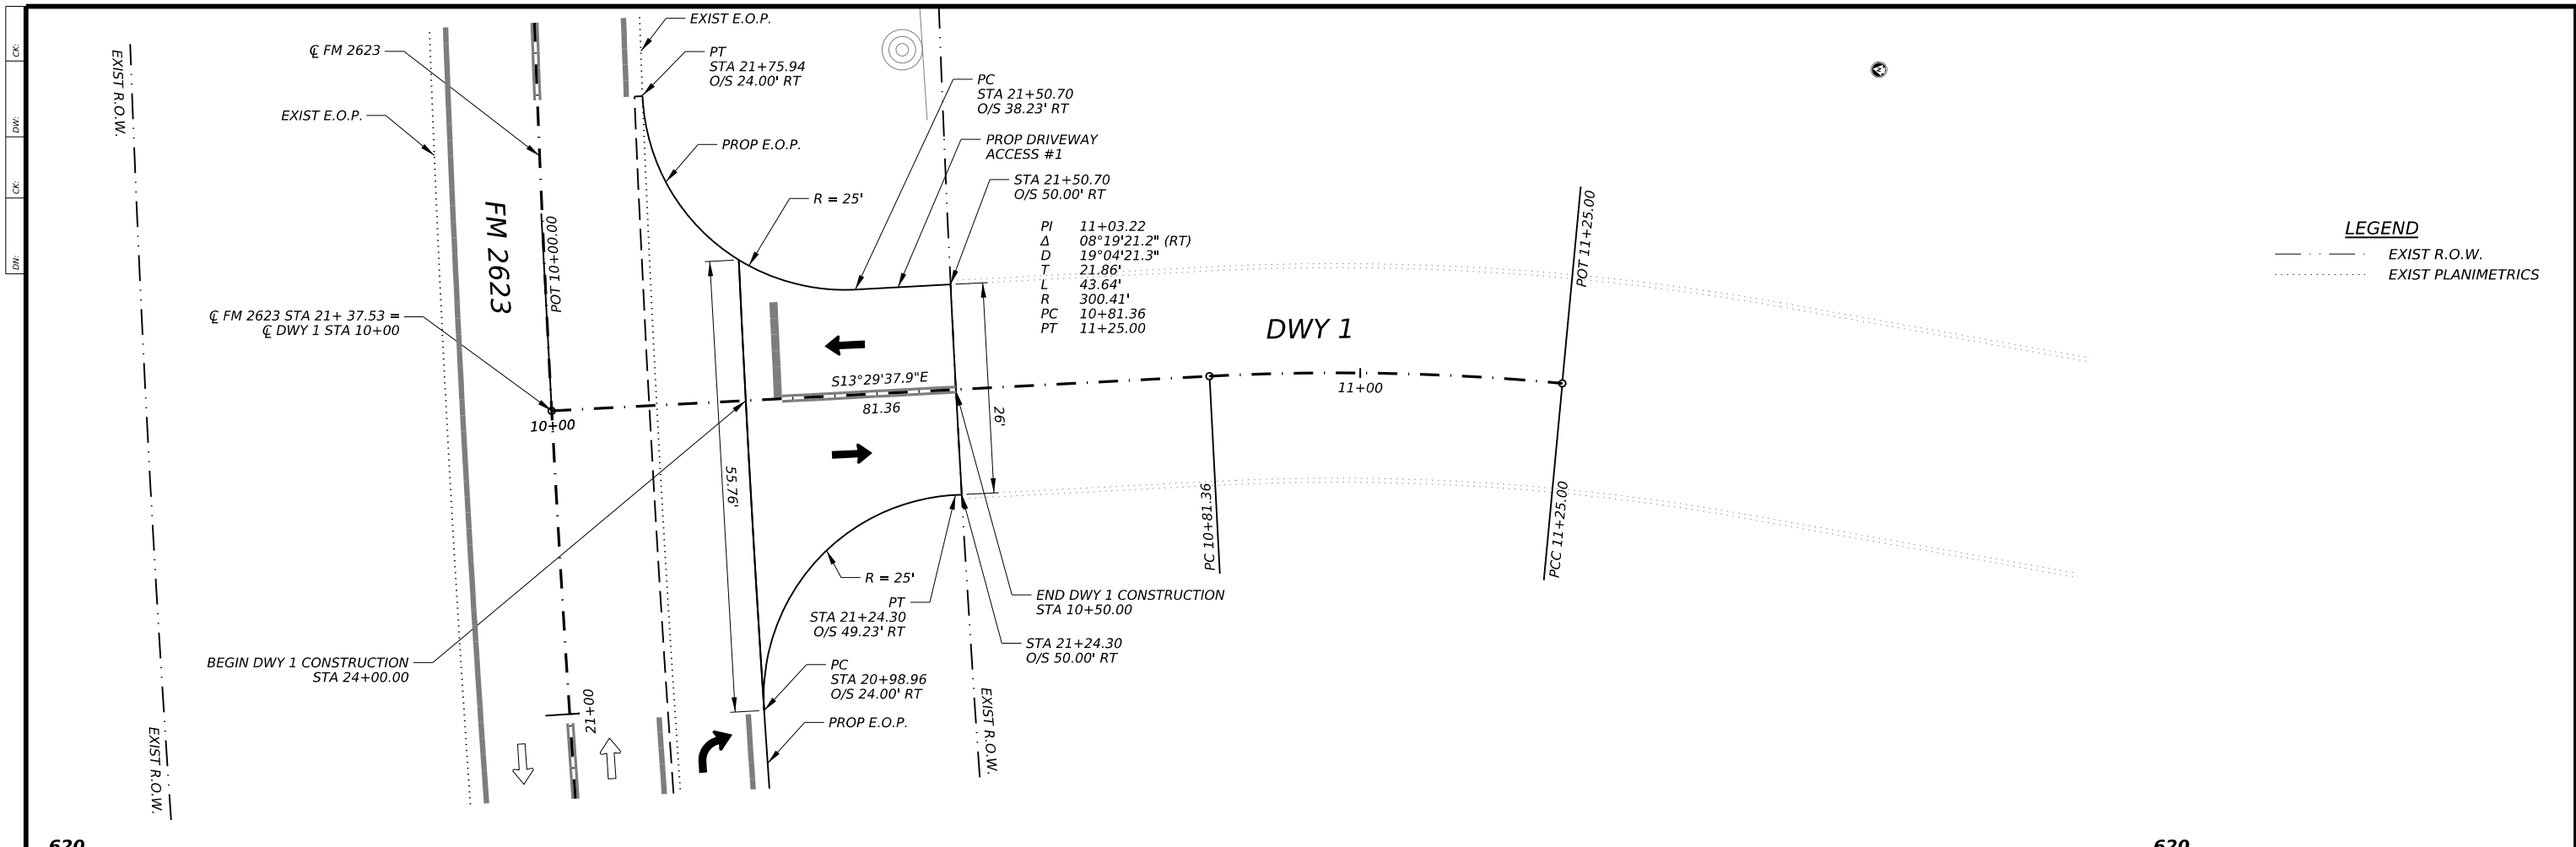 CK:
DW:
CK:
DN:
EXIST R.O.W.
℄ FM 2623
EXIST E.O.P.
EXIST E.O.P.
PT
STA 21+75.94
O/S 24.00' RT
PROP E.O.P.
R = 25'
PC
STA 21+50.70
O/S 38.23' RT
PROP DRIVEWAY
ACCESS #1
STA 21+50.70
O/S 50.00' RT
PI 11+03.22
Δ 08°19'21.2" (RT)
D 19°04'21.3"
T 21.86'
L 43.64'
R 300.41'
PC 10+81.36
PT 11+25.00
FM 2623
POT 10+00.00
℄ FM 2623 STA 21+ 37.53 =
℄ DWY 1 STA 10+00
10+00
S13°29'37.9"E
81.36
26'
55.76'
DWY 1
11+00
POT 11+25.00
PC 10+81.36
PCC 11+25.00
LEGEND
EXIST R.O.W.
EXIST PLANIMETRICS
R = 25'
PT
STA 21+24.30
O/S 49.23' RT
END DWY 1 CONSTRUCTION
STA 10+50.00
STA 21+24.30
O/S 50.00' RT
BEGIN DWY 1 CONSTRUCTION
STA 24+00.00
PC
STA 20+98.96
O/S 24.00' RT
PROP E.O.P.
21+00
EXIST R.O.W.
EXIST R.O.W.
620
620